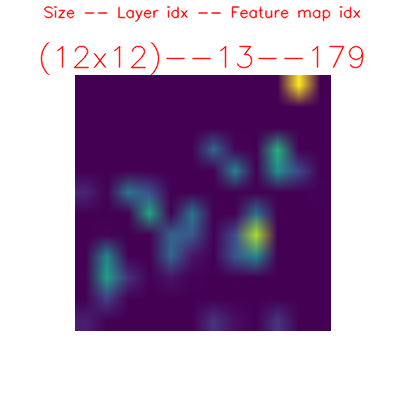 Size -- Layer idx -- Feature map idx
(12x12)--13--179